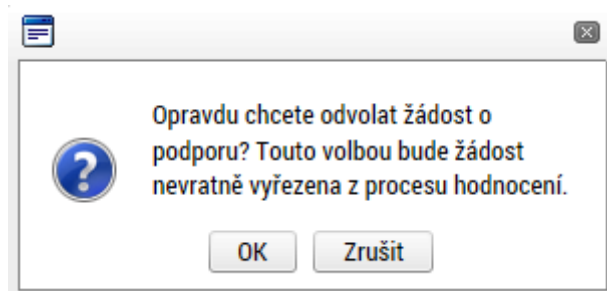 Opravdu chcete odvolat žádost o
podporu? Touto volbou bude žádost
nevratně vyřezena z procesu hodnocení.
OK
Zrušit